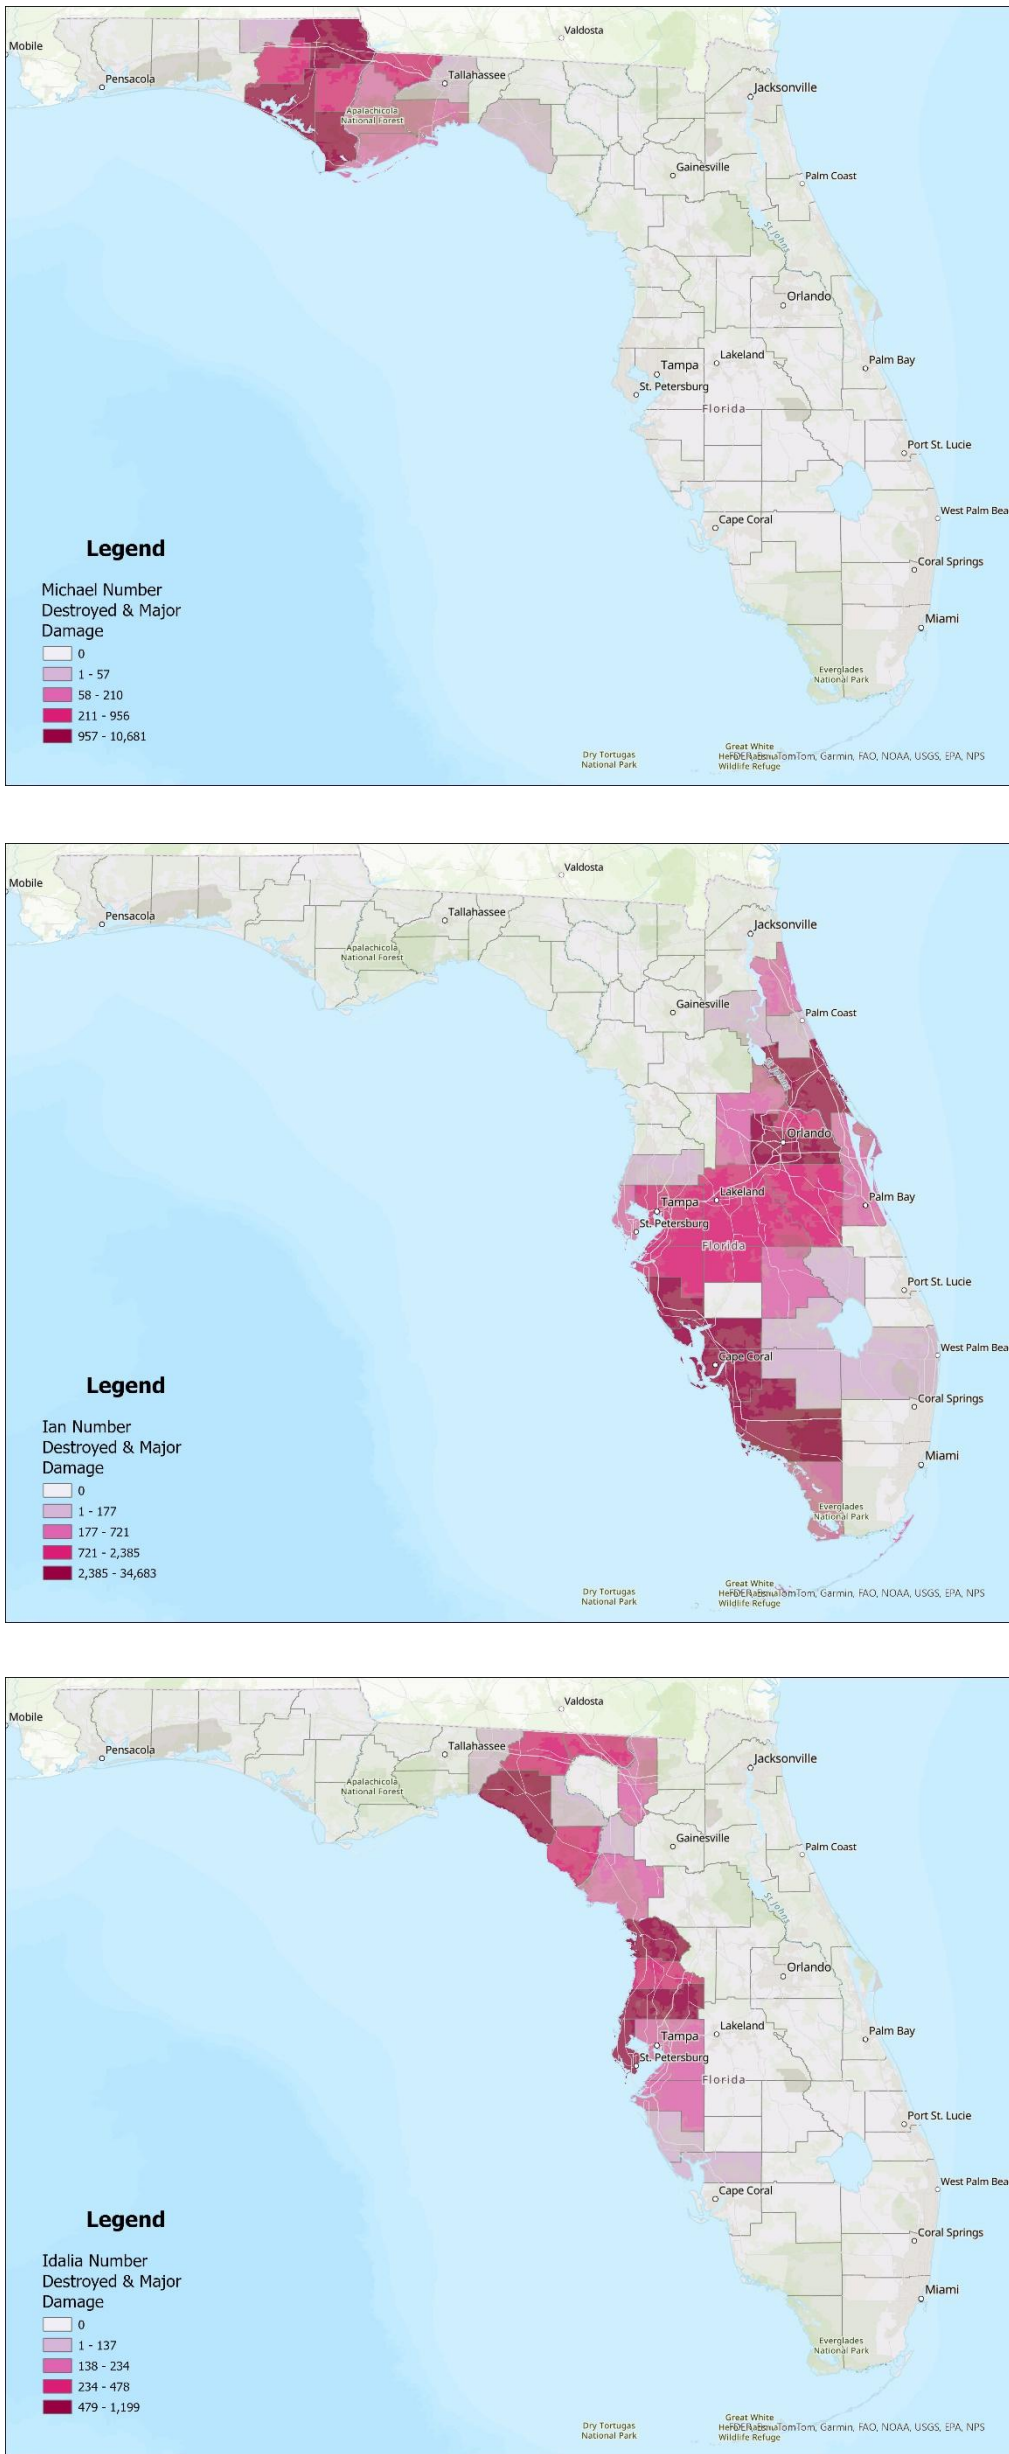 Mobile
Pensacola
Valdosta
Tallahassee
Apalachicola
National Forest
Jacksonville
Gainesville
Palm Coast
St Johns
Orlando
Lakeland
Tampa
St. Petersburg
Palm Bay
Florida
Port St. Lucie
West Palm Bea
Cape Coral
Coral Springs
Miami
Everglades
National Park
Legend
Michael Number
Destroyed & Major
Damage
0
1 - 57
58 - 210
211 - 956
957 - 10,681
Dry Tortugas
National Park
Great White
TomTom, Garmin, FAO, NOAA, USGS, EPA, NPS
Wildlife Refuge
Mobile
Pensacola
Valdosta
Tallahassee
Apalachicola
National Forest
Jacksonville
Gainesville
Palm Coast
Orlando
Lakeland
Tampa
St. Petersburg
Palm Bay
Florida
Port St. Lucie
West Palm Bea
Cape Coral
Coral Springs
Miami
Everglades
National Park
Legend
Ian Number
Destroyed & Major
Damage
0
1 - 177
177 - 721
721 - 2,385
2,385 - 34,683
Dry Tortugas
National Park
Great White
TomTom, Garmin, FAO, NOAA, USGS, EPA, NPS
Wildlife Refuge
Mobile
Pensacola
Valdosta
Tallahassee
Apalachicola
National Forest
Jacksonville
Gainesville
Palm Coast
St Johns
Orlando
Lakeland
Tampa
St. Petersburg
Palm Bay
Florida
Port St. Lucie
West Palm Bea
Cape Coral
Coral Springs
Miami
Everglades
National Park
Legend
Idalia Number
Destroyed & Major
Damage
0
1 - 137
138 - 234
234 - 478
479 - 1,199
Dry Tortugas
National Park
Great White
TomTom, Garmin, FAO, NOAA, USGS, EPA, NPS
Wildlife Refuge